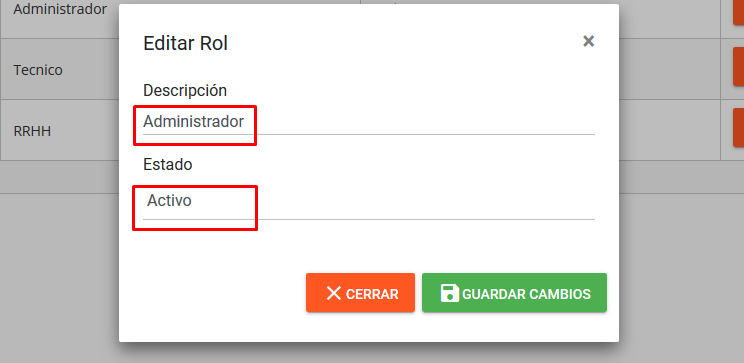 Administrador
Editar Rol
×
Tecnico
Descripción
Administrador
RRHH
Estado
Activo
CERRAR
GUARDAR CAMBIOS